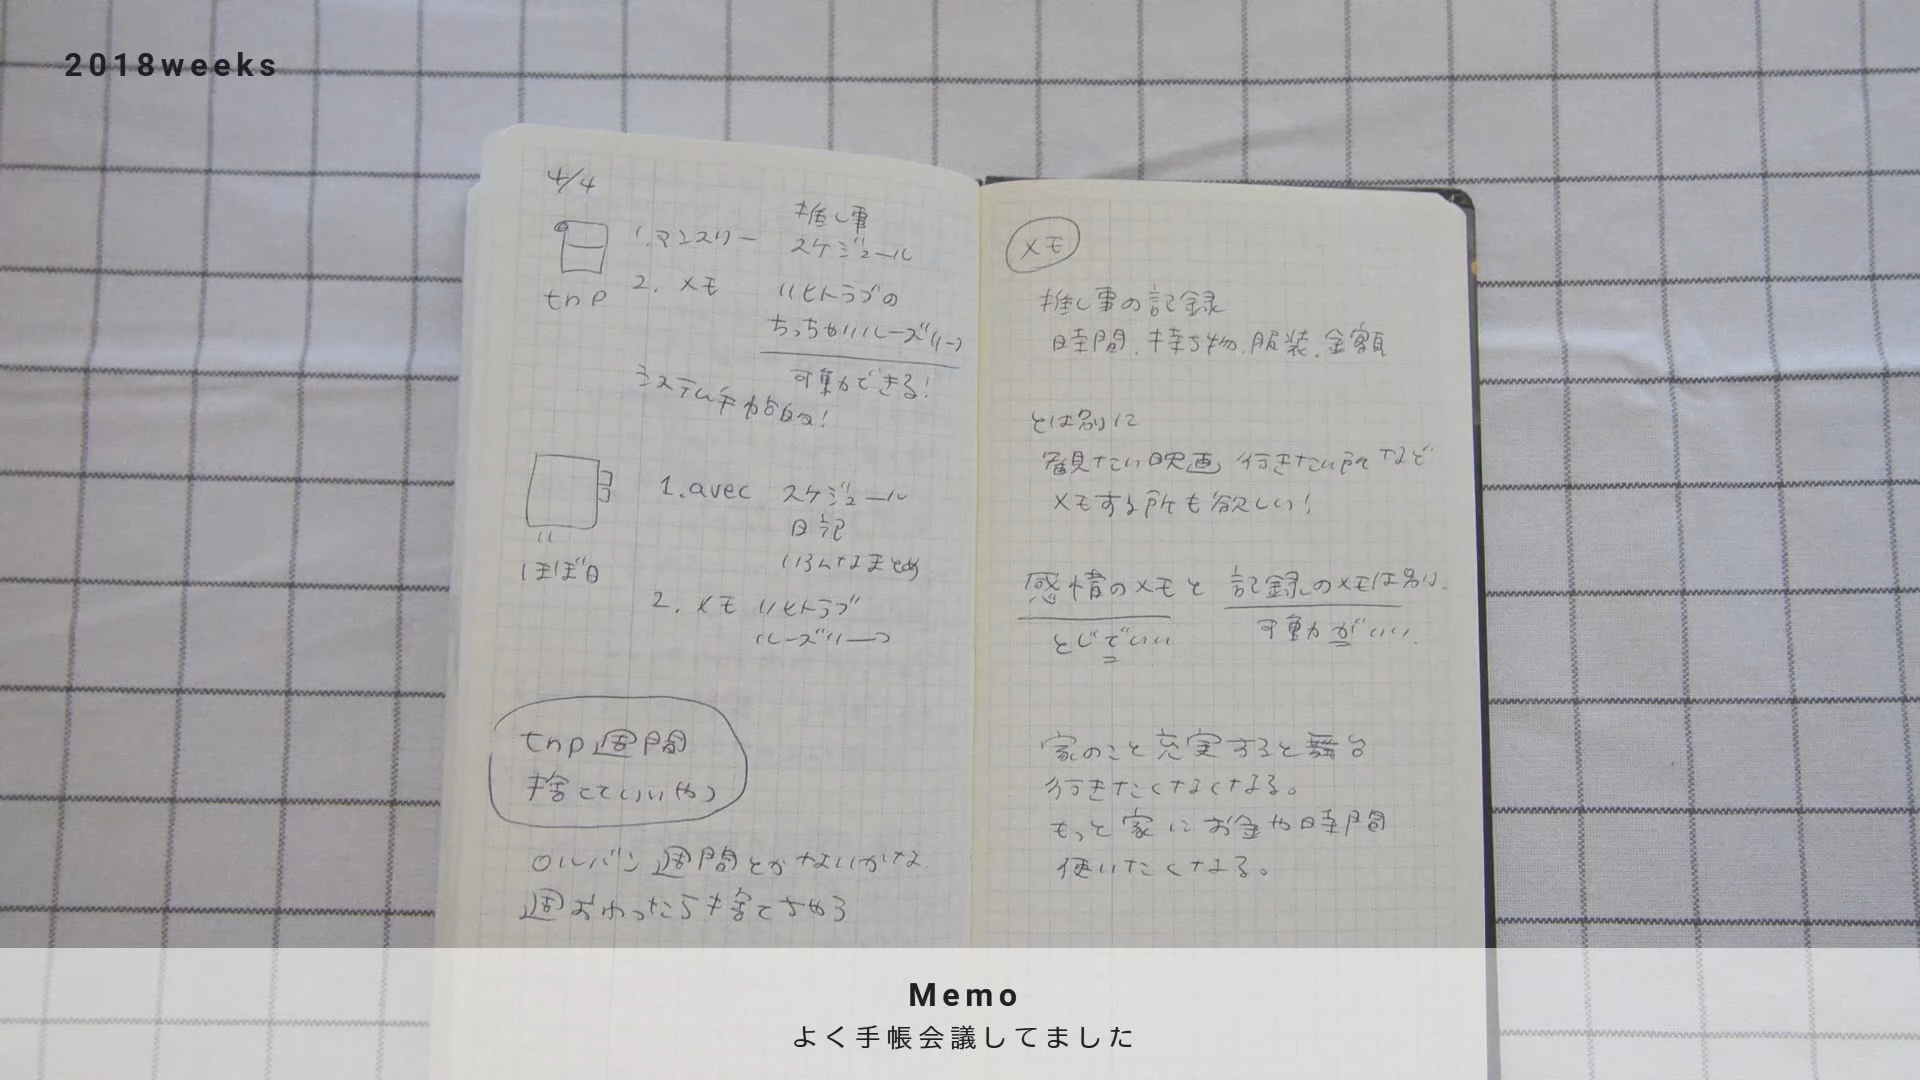 2018weeks
4/4
推し事
1.マンスリー スケジュール
tnp
2. メモ リヒトラブの
ちっちゃいルーズリーフ
可動できる!
システム手帳的な!
1.avec スケジュール
日記
いろんなまとめ
ほぼ日
2. メモ リヒトラブ
ルーズリーフ
tnp 週間
捨てていいやつ
ロルバン週間とかないかな
週おわったら捨てちゃう
メモ
推し事の記録
時間、持ち物、服装、金額
とは別に
観たい映画、行きたい所など
メモする所も欲しい!
感情のメモと 記録のメモは別。
とじでいい 可動がいい
家のこと充実すると舞台
行きたくなくなる。
もっと家にお金や時間
使いたくなる。
Memo
よく手帳会議してました